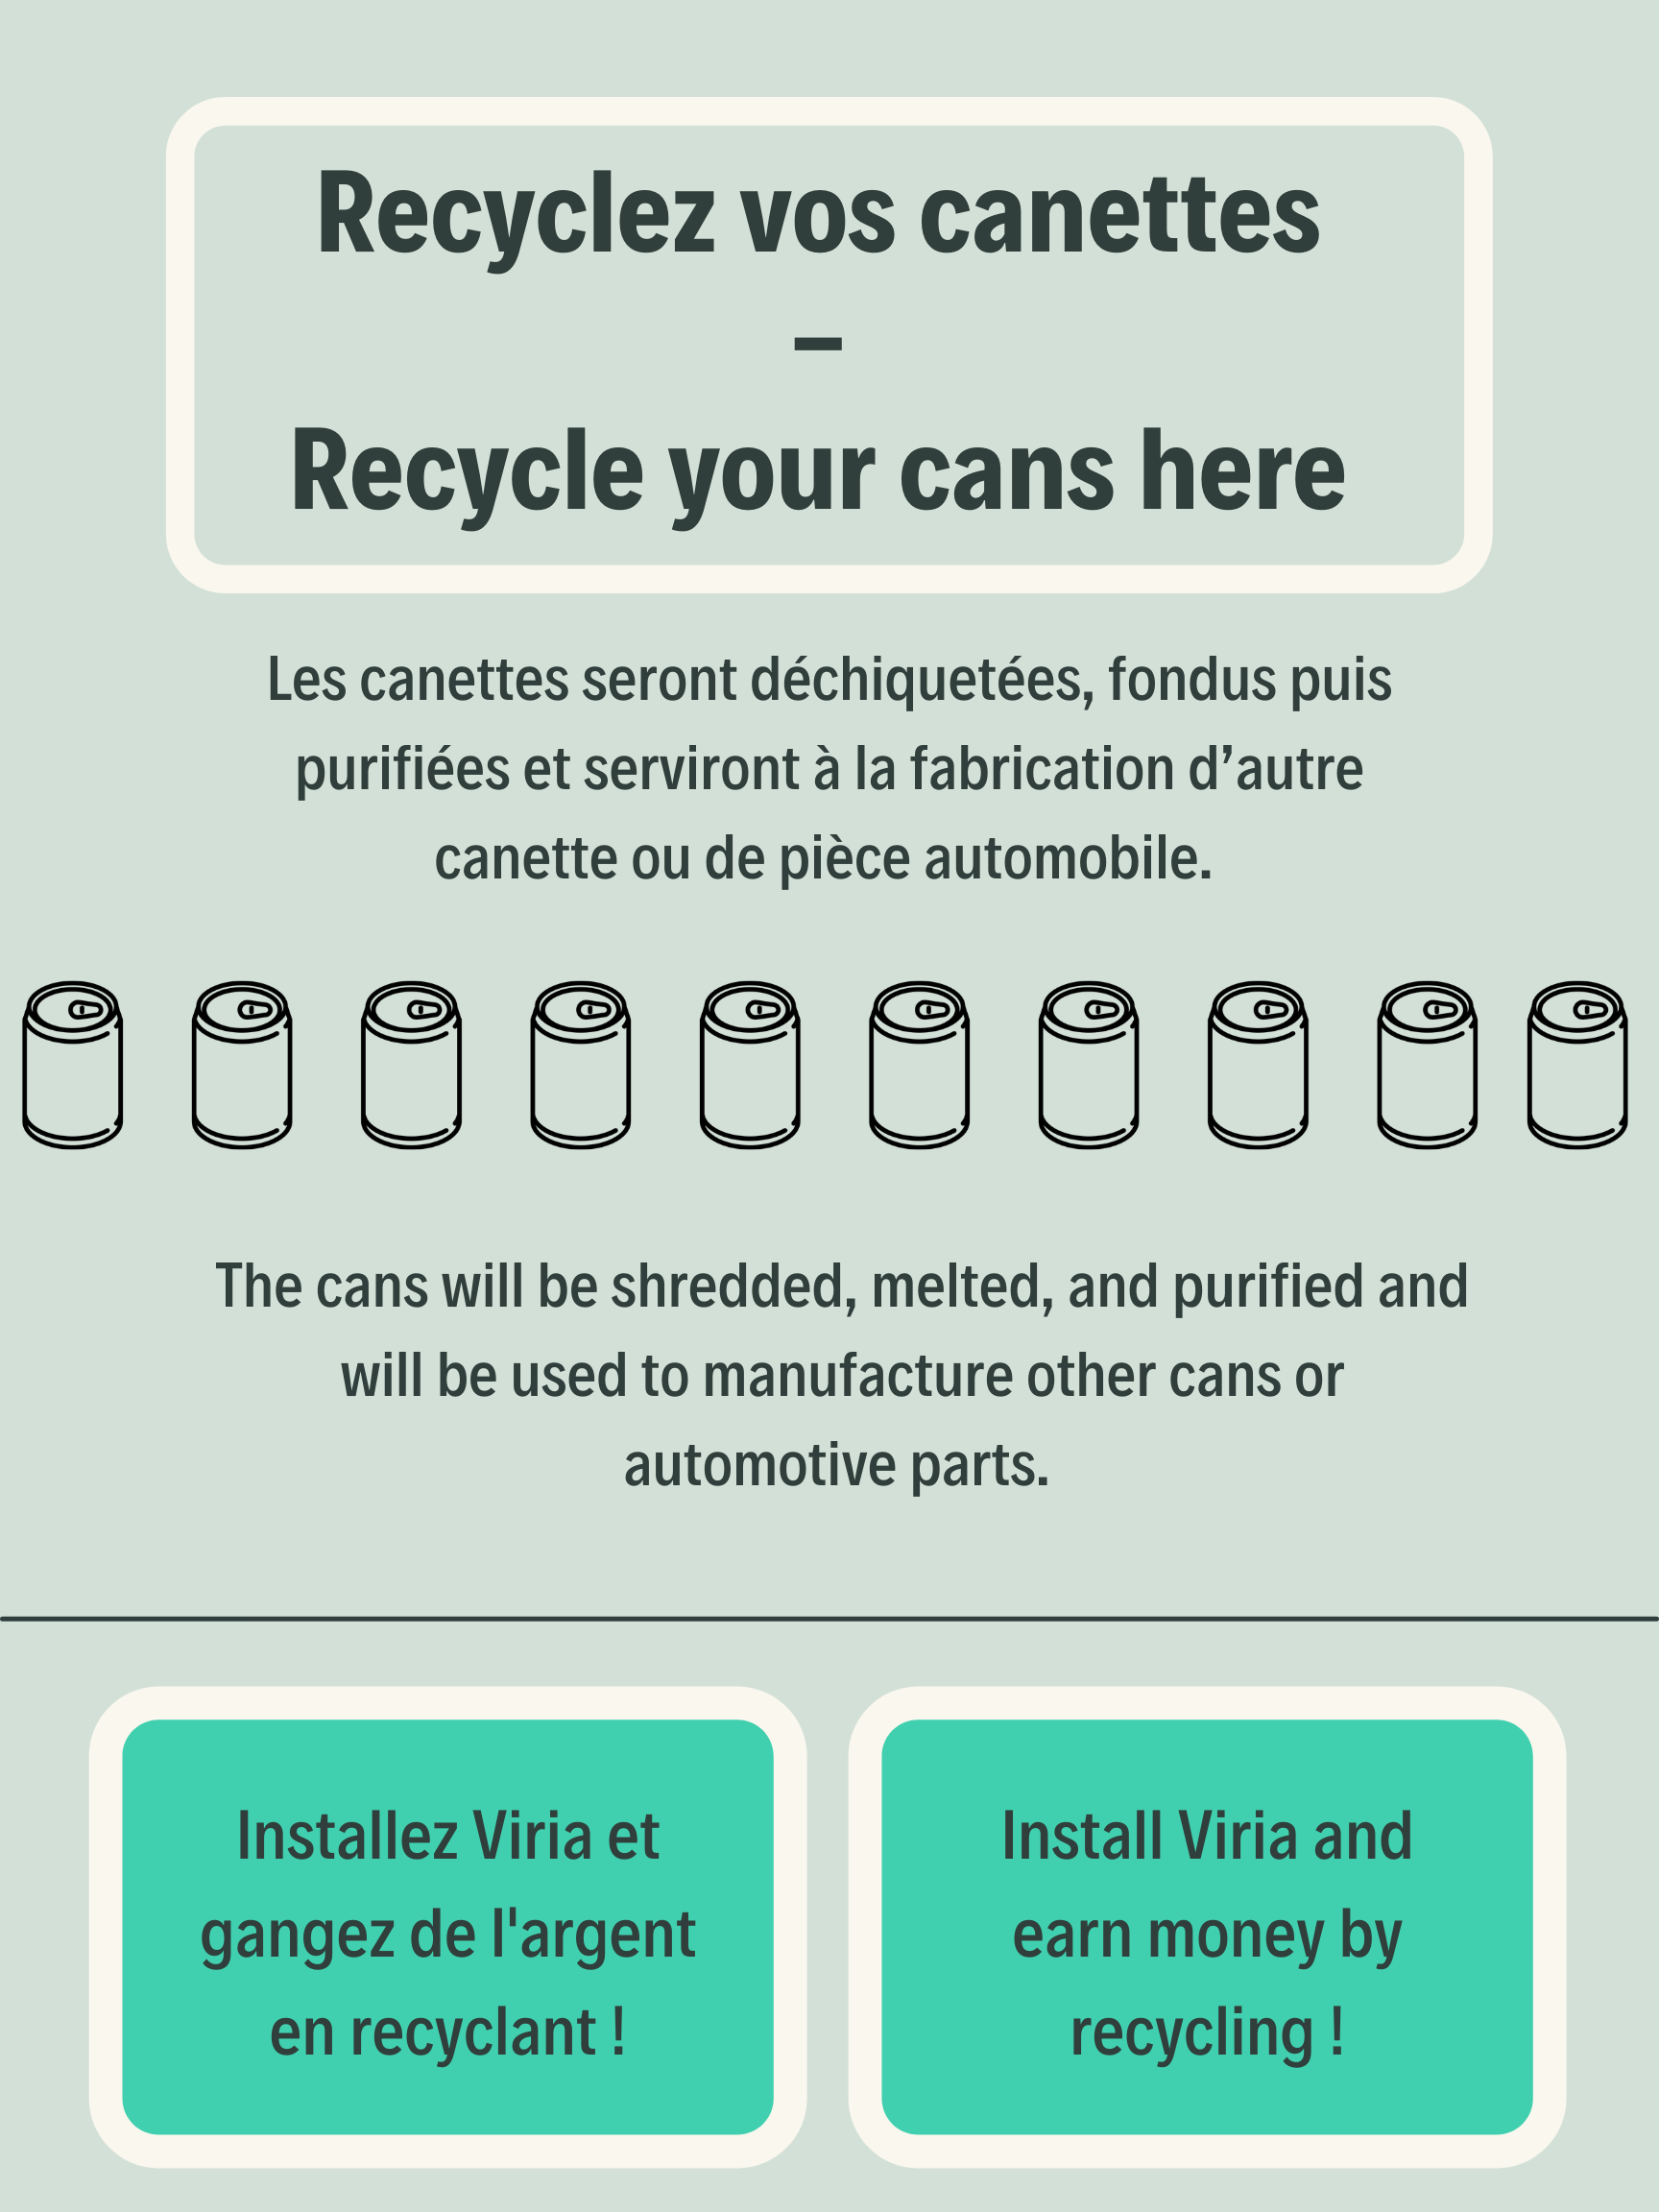 Recyclez vos canettes
–
Recycle your cans here
Les canettes seront déchiquetées, fondus puis
purifiées et serviront à la fabrication d’autre
canette ou de pièce automobile.
The cans will be shredded, melted, and purified and
will be used to manufacture other cans or
automotive parts.
Installez Viria et
gangez de l'argent
en recyclant !
Install Viria and
earn money by
recycling !